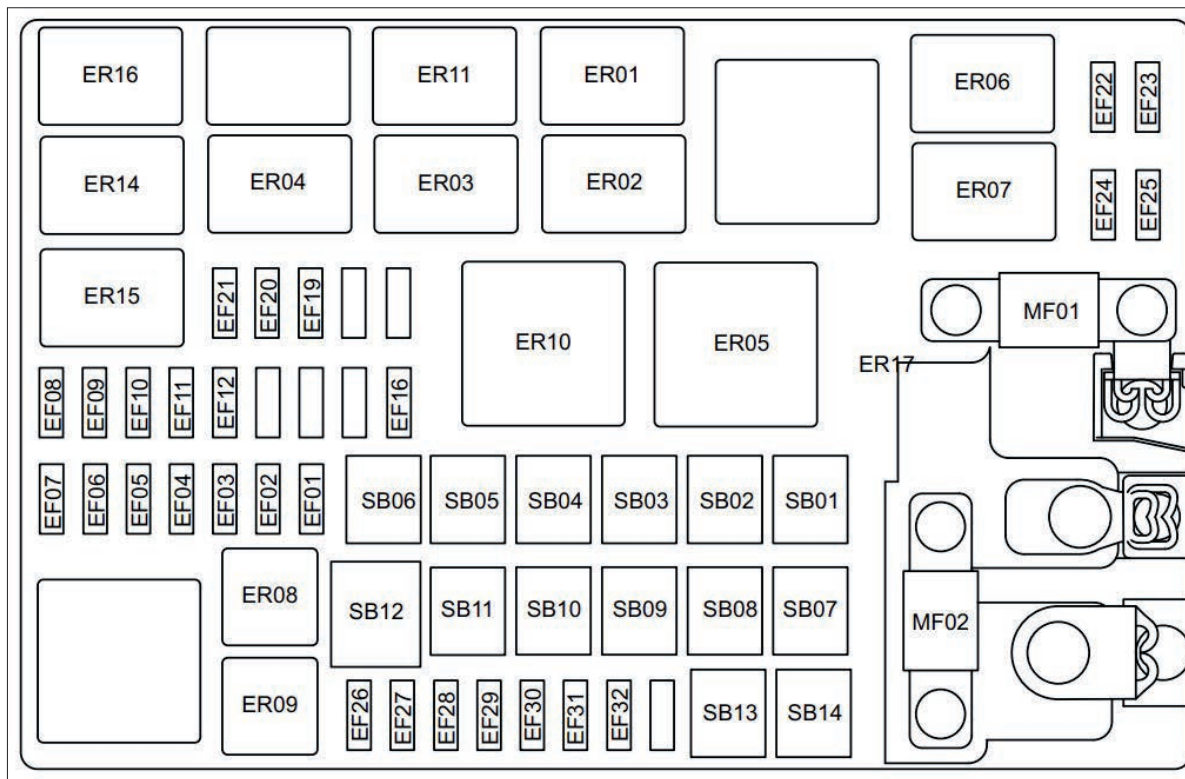 ER16 ER11 ER01 ER06 EF22 EF23
ER14 ER04 ER03 ER02 ER07 EF24 EF25
ER15 EF21 EF20 EF19 ER10 ER05 MF01
ER17
EF08 EF09 EF10 EF11 EF12 EF16
EF07 EF06 EF05 EF04 EF03 EF02 EF01 SB06 SB05 SB04 SB03 SB02 SB01
ER08 SB12 SB11 SB10 SB09 SB08 SB07 MF02
ER09 EF26 EF27 EF28 EF29 EF30 EF31 EF32 SB13 SB14